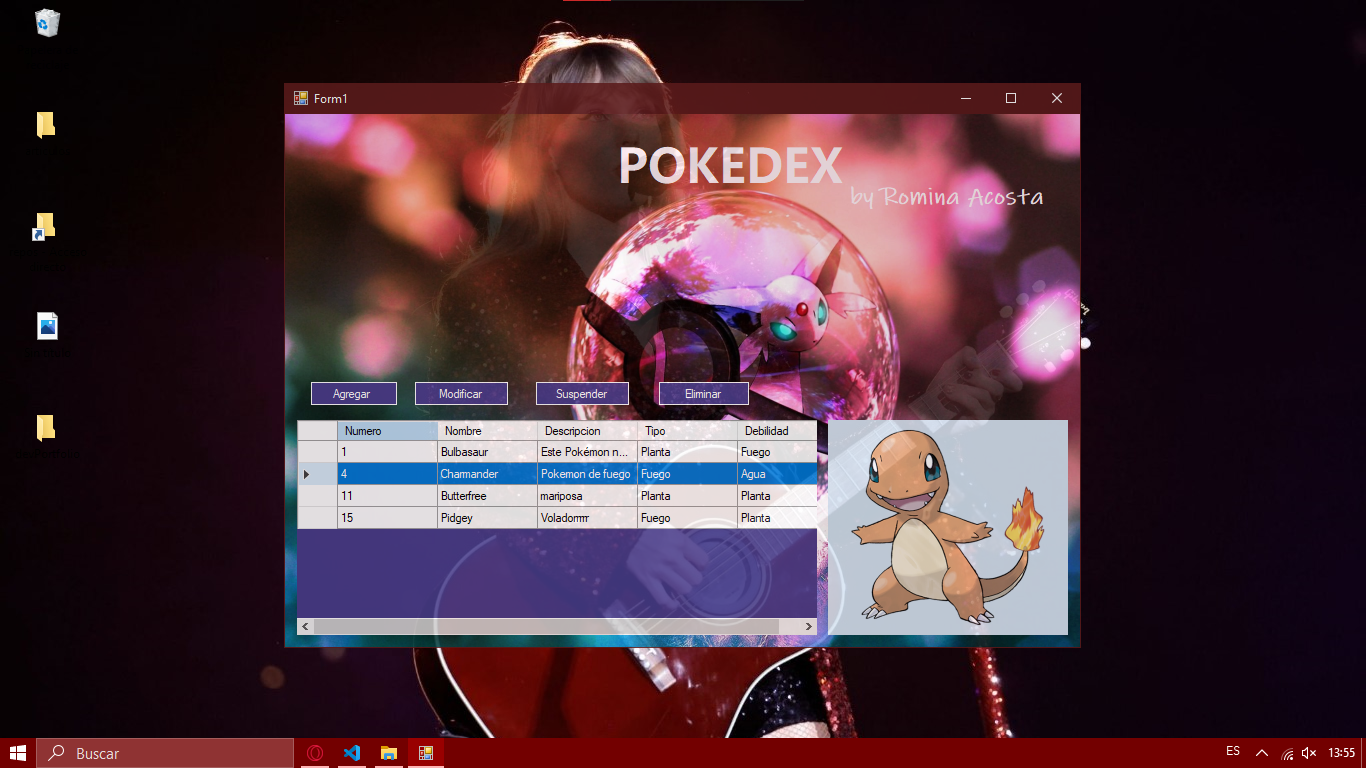 Form1
POKEDEX
by Romina Acosta
Agregar Modificar Suspender Eliminar
Numero Nombre Descripcion Tipo Debilidad
1 Bulbasaur Este Pokémon n... Planta Fuego
4 Charmander Pokemon de fuego Fuego Agua
11 Butterfree mariposa Planta Planta
15 Pidgey Voladorrrrr Fuego Planta
Buscar
ES
13:55